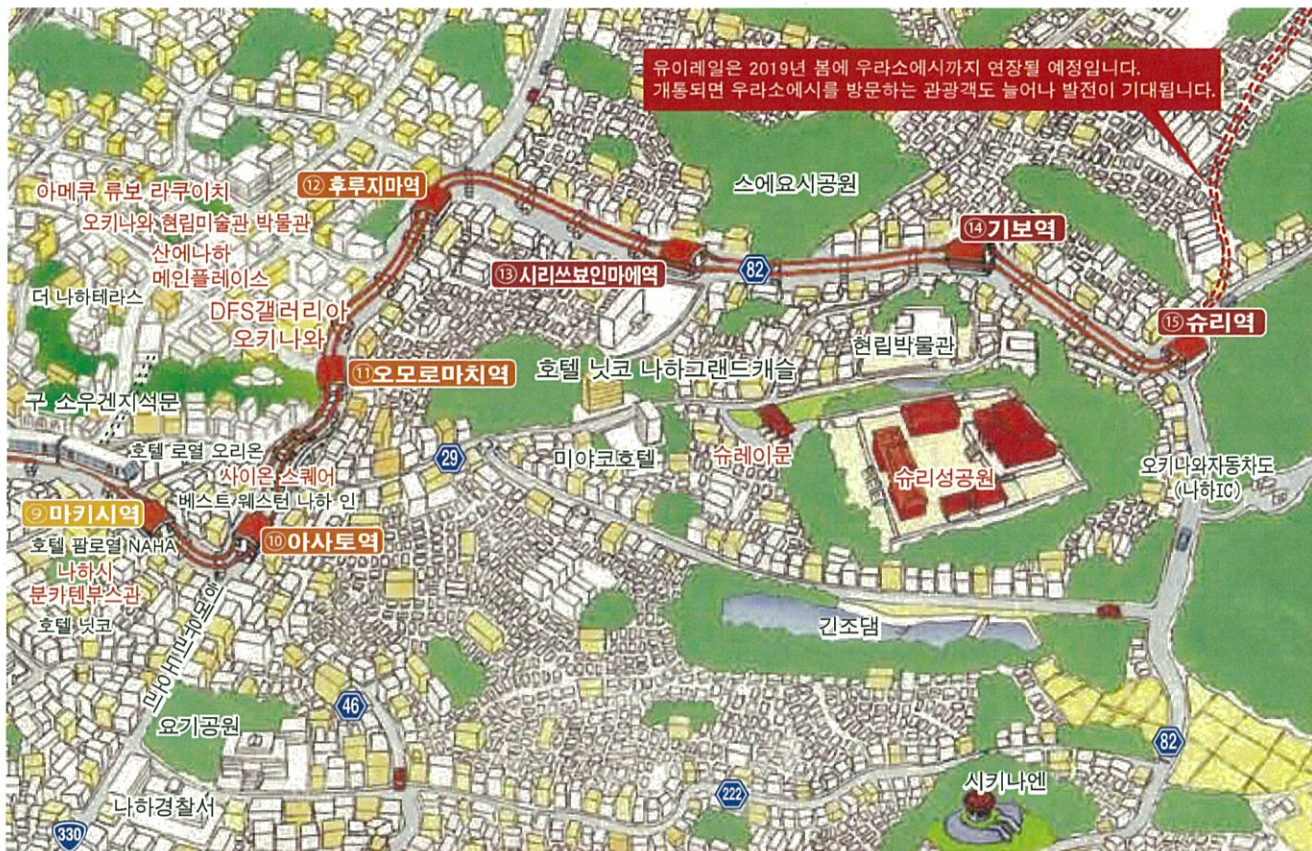 유이레일은 2019년 봄에 우라소에시까지 연장될 예정입니다.
개통되면 우라소에시를 방문하는 관광객도 늘어나 발전이 기대됩니다.
⑫후루지마역
아메쿠 류보 라쿠이치
오키나와 현립미술관 박물관
산에나하
메인플레이스
더 나하테라스
DFS갤러리아
오키나와
스에요시공원
⑭기보역
⑬시리쓰뵤인마에역
82
⑮슈리역
현립박물관
⑪오모로마치역
호텔 닛코 나하그랜드캐슬
구 소우겐지석문
호텔 로열 오리온
싸이온 스퀘어
베스트 웨스턴 나하 인
29
미야코호텔
슈레이문
슈리성공원
오키나와자동차도
(나하IC)
⑨마키시역
⑩아사토역
호텔 팜로열 NAHA
나하시
분카텐부스관
호텔 닛코
긴조댐
요기공원
46
82
222
시키나엔
나하경찰서
330